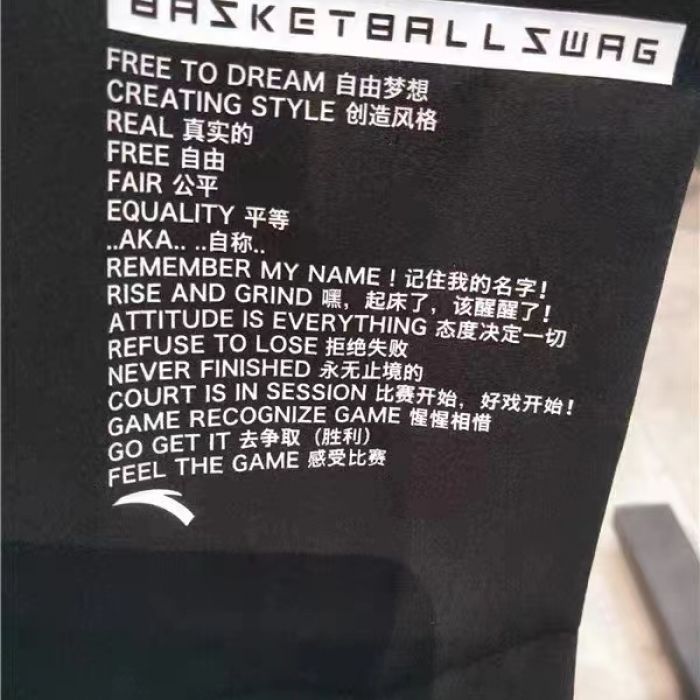 BASKETBALL SWAG
FREE TO DREAM 自由梦想
CREATING STYLE 创造风格
REAL 真实的
FREE 自由
FAIR 公平
EQUALITY 平等
..AKA.. ..自称..
REMEMBER MY NAME ! 记住我的名字!
RISE AND GRIND 嘿，起床了，该醒醒了!
ATTITUDE IS EVERYTHING 态度决定一切
REFUSE TO LOSE 拒绝失败
NEVER FINISHED 永无止境的
COURT IS IN SESSION 比赛开始，好戏开始!
GAME RECOGNIZE GAME 惺惺相惜
GO GET IT 去争取（胜利）
FEEL THE GAME 感受比赛